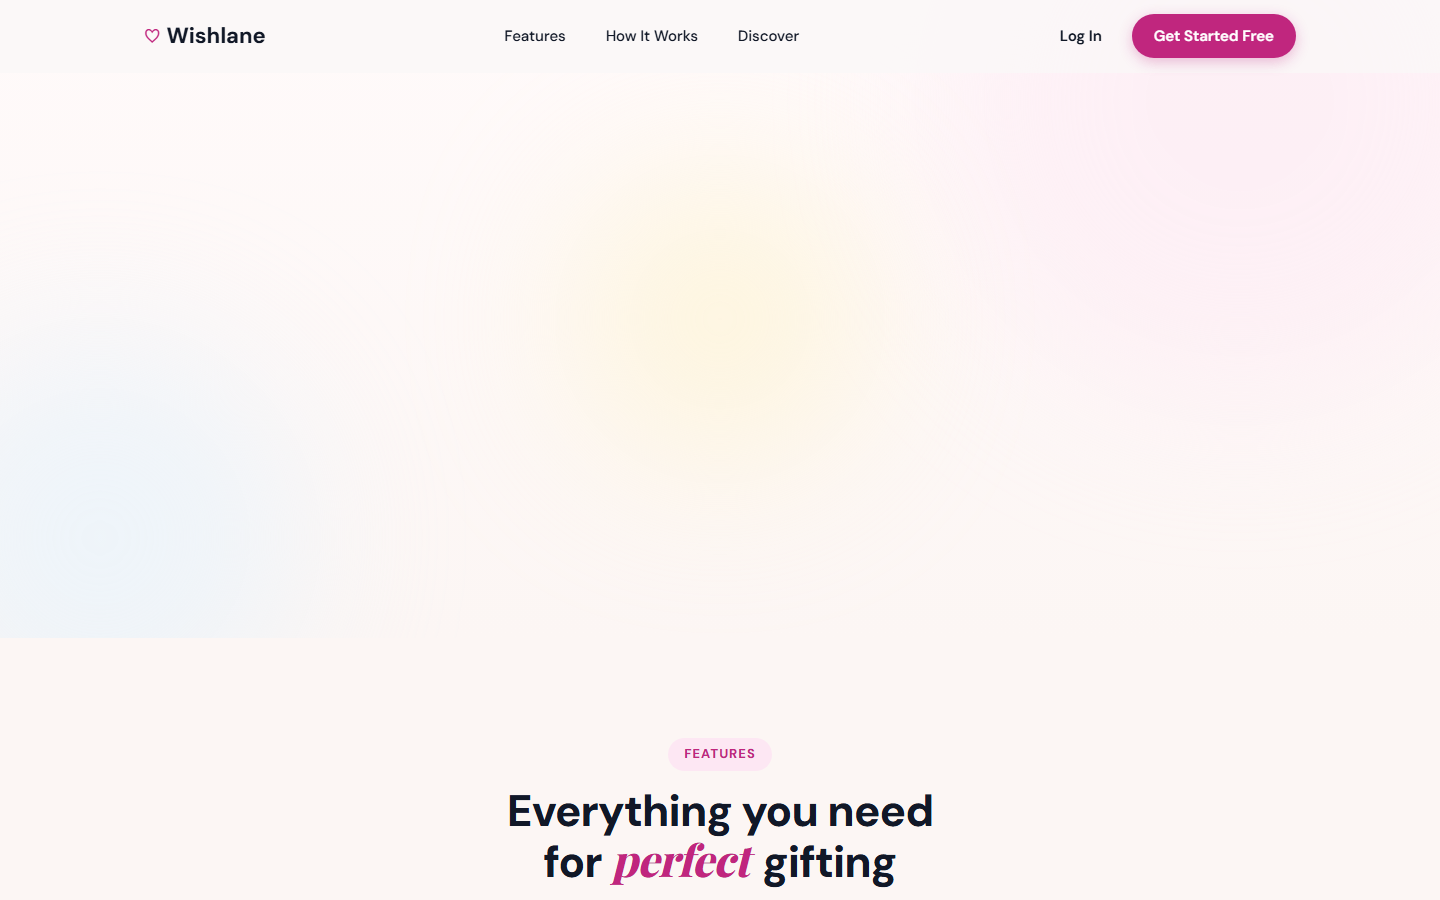 Wishlane
Features
How It Works
Discover
Log In
Get Started Free
FEATURES
Everything you need
for perfect gifting